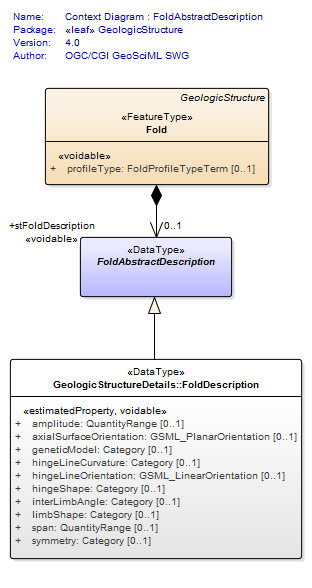 Name: Context Diagram : FoldAbstractDescription
Package: «leaf» GeologicStructure
Version: 4.0
Author: OGC/CGI GeoSciML SWG
GeologicStructure
«FeatureType»
Fold
«voidable»
+ profileType: FoldProfileTypeTerm [0..1]
+stFoldDescription 0..1
«voidable»
«DataType»
FoldAbstractDescription
«DataType»
GeologicStructureDetails::FoldDescription
«estimatedProperty, voidable»
+ amplitude: QuantityRange [0..1]
+ axialSurfaceOrientation: GSML_PlanarOrientation [0..1]
+ geneticModel: Category [0..1]
+ hingeLineCurvature: Category [0..1]
+ hingeLineOrientation: GSML_LinearOrientation [0..1]
+ hingeShape: Category [0..1]
+ interLimbAngle: Category [0..1]
+ limbShape: Category [0..1]
+ span: QuantityRange [0..1]
+ symmetry: Category [0..1]